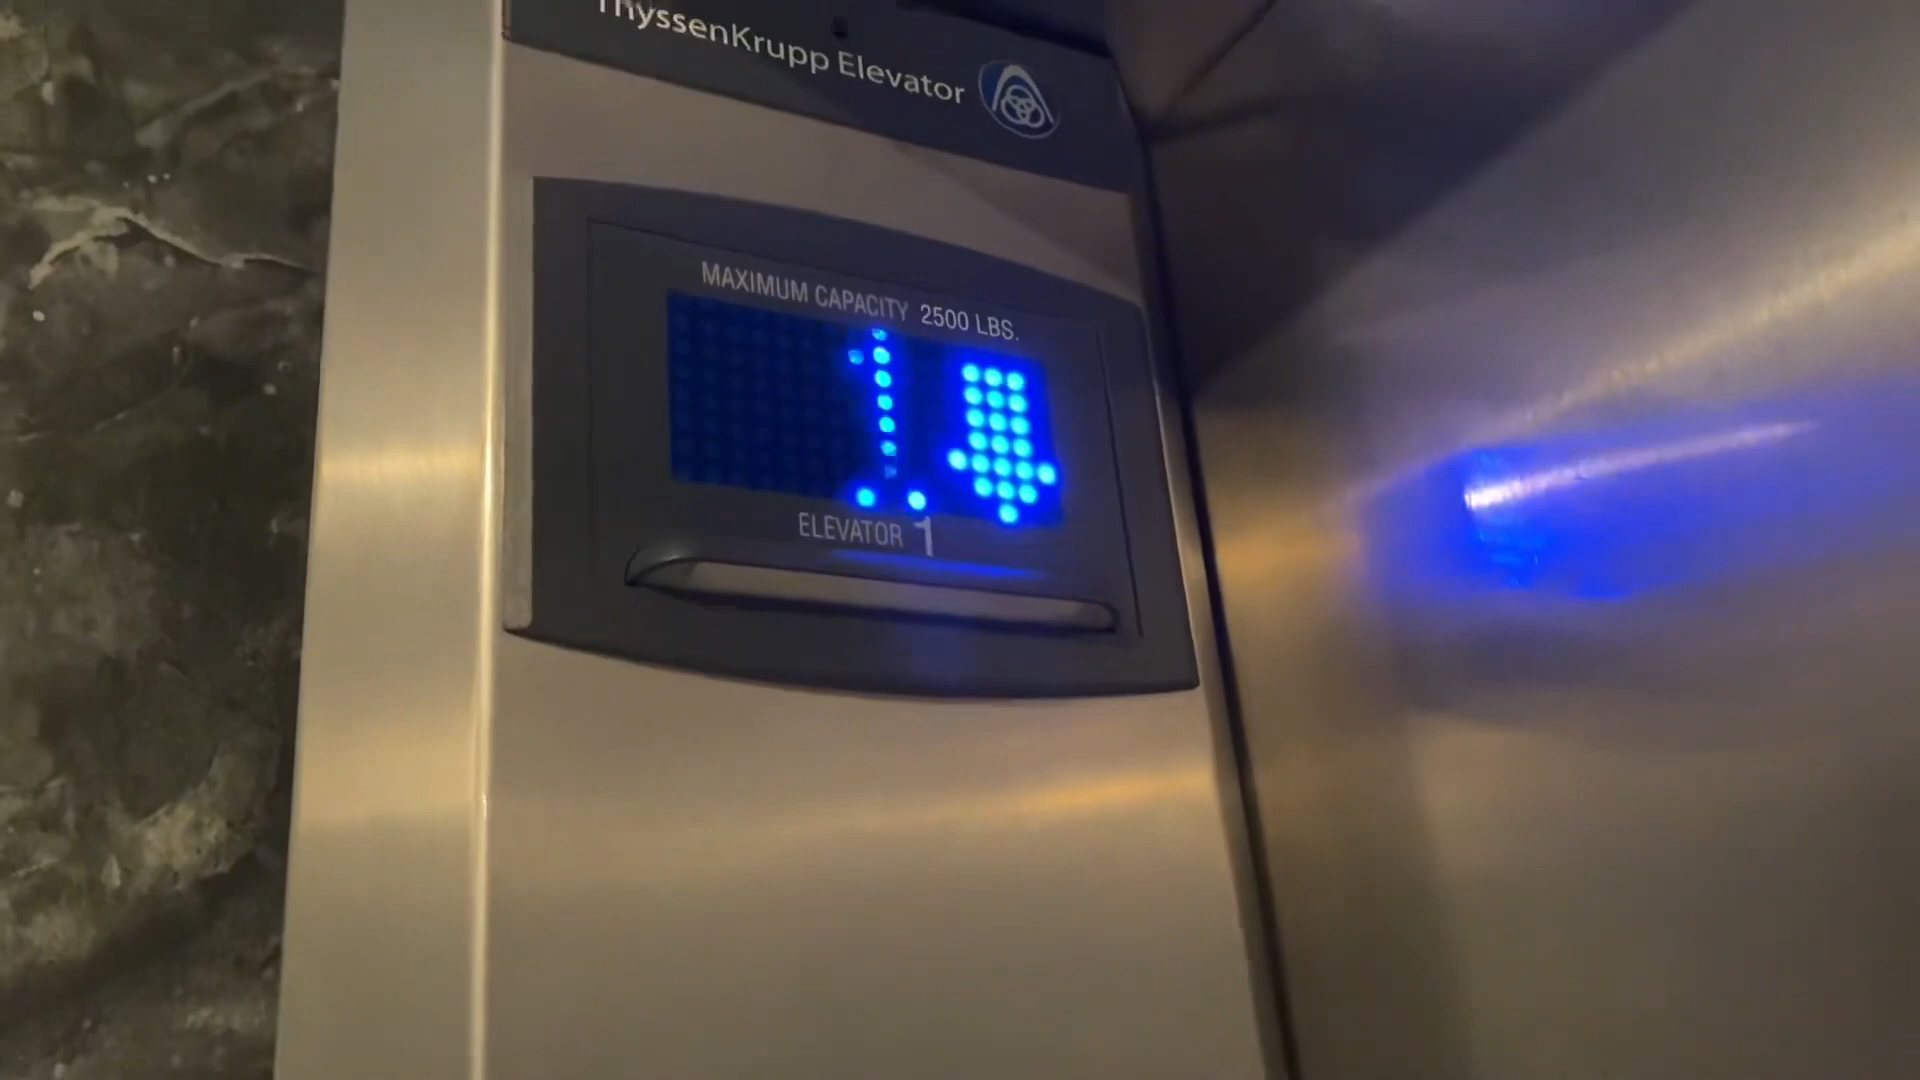 ThyssenKrupp Elevator
MAXIMUM CAPACITY 2500 LBS.
1
ELEVATOR 1